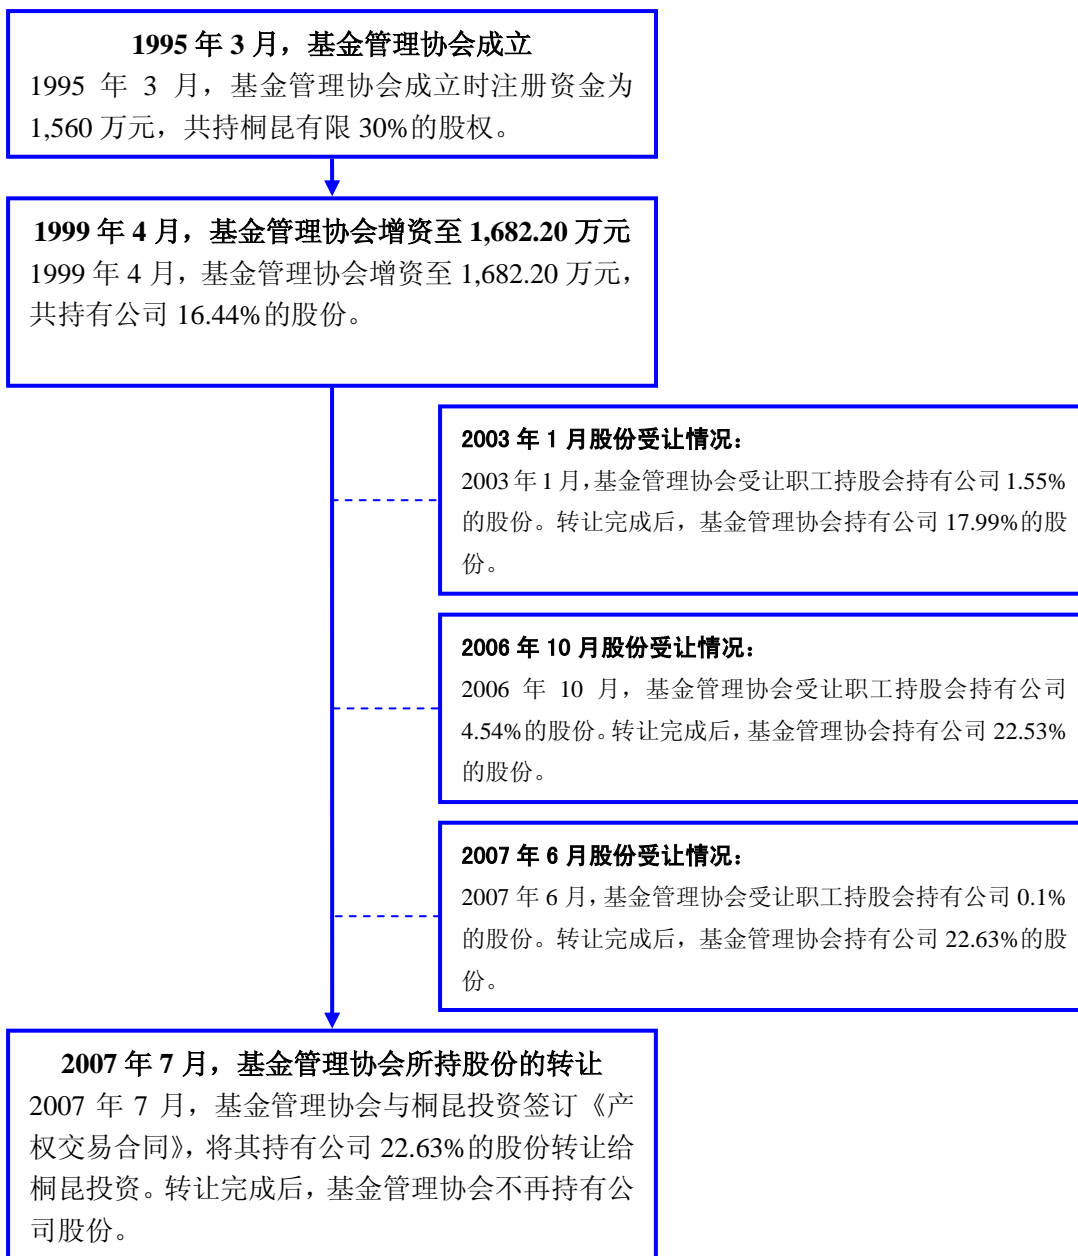 1995 年 3 月，基金管理协会成立
1995 年 3 月，基金管理协会成立时注册资金为
1,560 万元，共持桐昆有限 30%的股权。
1999 年 4 月，基金管理协会增资至 1,682.20 万元
1999 年 4 月，基金管理协会增资至 1,682.20 万元，
共持有公司 16.44%的股份。
2003 年 1 月股份受让情况：
2003 年 1 月，基金管理协会受让职工持股会持有公司 1.55%
的股份。转让完成后，基金管理协会持有公司 17.99%的股
份。
2006 年 10 月股份受让情况：
2006 年 10 月，基金管理协会受让职工持股会持有公司
4.54%的股份。转让完成后，基金管理协会持有公司 22.53%
的股份。
2007 年 6 月股份受让情况：
2007 年 6 月，基金管理协会受让职工持股会持有公司 0.1%
的股份。转让完成后，基金管理协会持有公司 22.63%的股
份。
2007 年 7 月，基金管理协会所持股份的转让
2007 年 7 月，基金管理协会与桐昆投资签订《产
权交易合同》，将其持有公司 22.63%的股份转让给
桐昆投资。转让完成后，基金管理协会不再持有公
司股份。